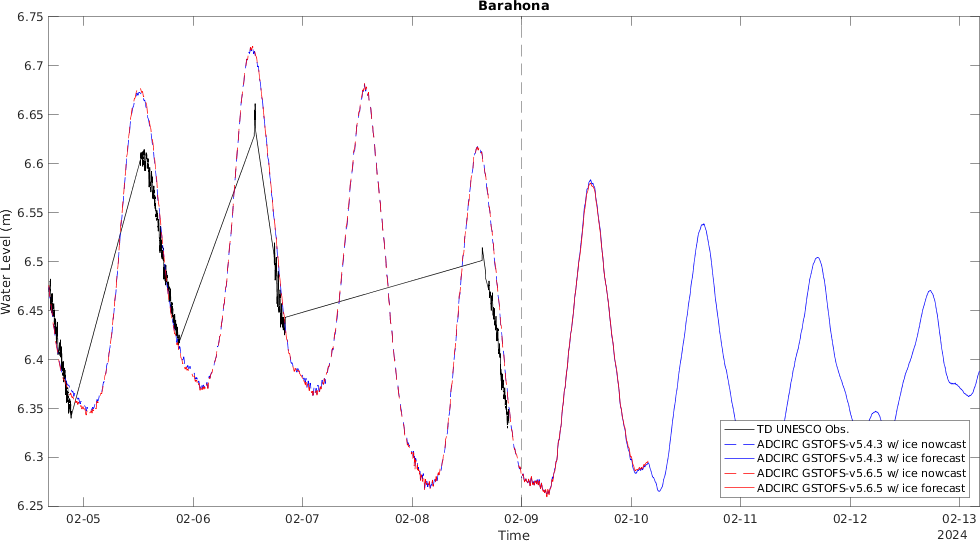 Barahona
6.75
6.7
6.65
6.6
6.55
6.5
6.45
6.4
6.35
6.3
6.25
Water Level (m)
TD UNESCO Obs.
ADCIRC GSTOFS-v5.4.3 w/ ice nowcast
ADCIRC GSTOFS-v5.4.3 w/ ice forecast
ADCIRC GSTOFS-v5.6.5 w/ ice nowcast
ADCIRC GSTOFS-v5.6.5 w/ ice forecast
02-05 02-06 02-07 02-08 02-09 02-10 02-11 02-12 02-13
Time 2024